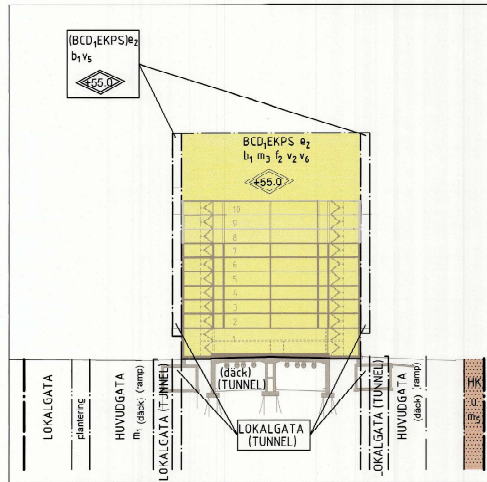 (BCD₁EKPS)e₂
b₁v₅
+55.0
BCD₁EKPS e₂
b₁ m₃ f₂ v₂ v₆
+55.0
10
9
8
7
6
5
4
3
2
1
(däck)
(TUNNEL)
LOKALGATA
(TUNNEL)
LOKALGATA
plantering
HUVUDGATA
m₁ (däck) (ramp)
LOKALGATA (TUNNEL)
LOKALGATA (TUNNEL)
HUVUDGATA
(däck) (ramp)
HK